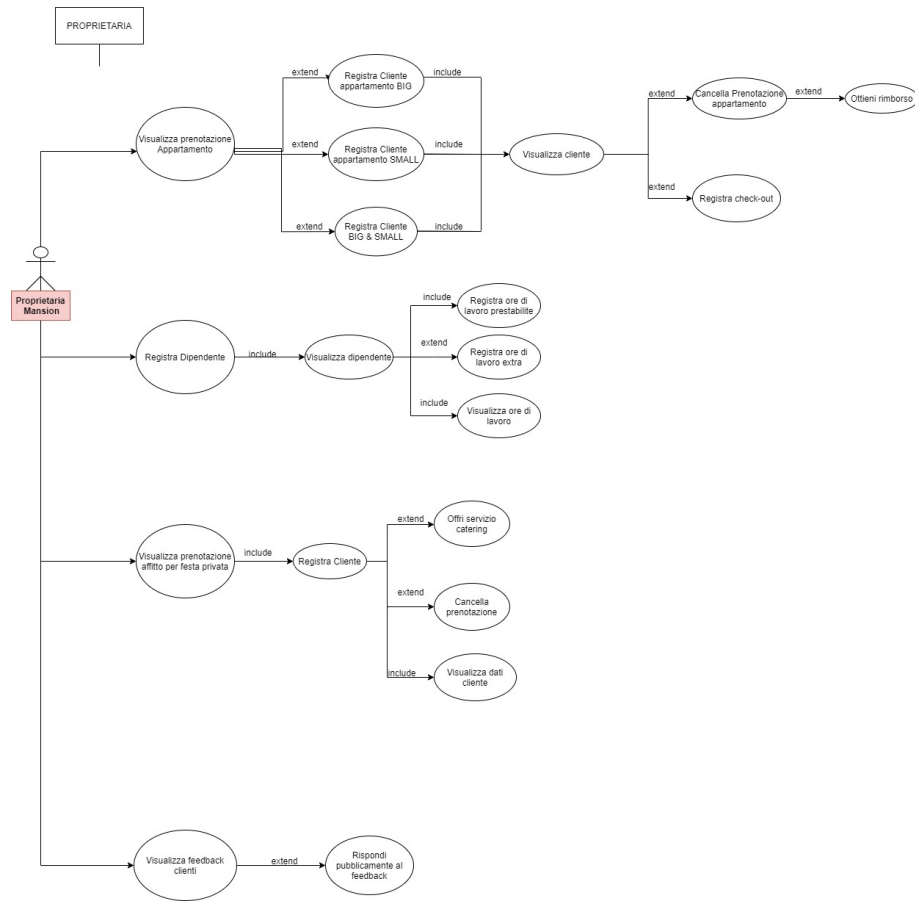 PROPRIETARIA
extend
Registra Cliente
appartamento BIG
include
Visualizza prenotazione
Appartamento
extend
Registra Cliente
appartamento SMALL
include
Visualizza cliente
extend
Cancella Prenotazione
appartamento
extend
Ottieni rimborso
extend
Registra check-out
extend
Registra Cliente
BIG & SMALL
include
Proprietaria
Mansion
Registra Dipendente
include
Visualizza dipendente
include
Registra ore di
lavoro prestabilite
extend
Registra ore di
lavoro extra
include
Visualizza ore di
lavoro
Visualizza prenotazione
affitto per festa privata
include
Registra Cliente
extend
Offri servizio
catering
extend
Cancella
prenotazione
include
Visualizza dati
cliente
Visualizza feedback
clienti
extend
Rispondi
pubblicamente al
feedback